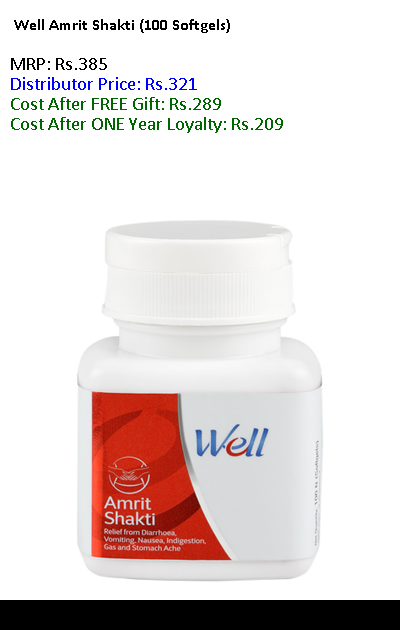 Well Amrit Shakti (100 Softgels)
MRP: Rs.385
Distributor Price: Rs.321
Cost After FREE Gift: Rs.289
Cost After ONE Year Loyalty: Rs.209
Well
Amrit
Shakti
Relief from Diarrhoea,
Vomiting, Nausea, Indigestion,
Gas and Stomach Ache
100 N (Softgels)